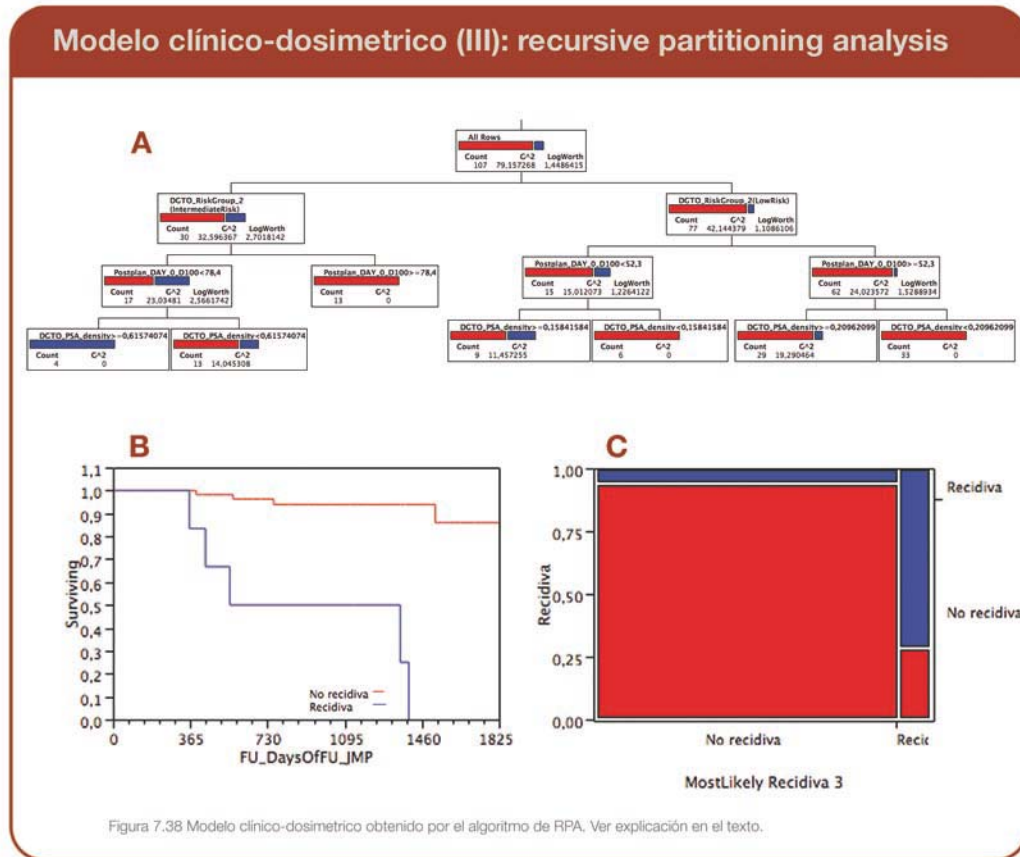 Modelo clínico-dosimetrico (III): recursive partitioning analysis
A
All Rows
Count G^2 LogWorth
107 79,157268 1,4486415
DGTO_RiskGroup_2
(IntermediateRisk)
Count G^2 LogWorth
30 32,596367 2,7018142
DGTO_RiskGroup_2(LowRisk)
Count G^2 LogWorth
77 42,144379 1,1086106
Postplan_DAY_0_D100<78,4
Count G^2 LogWorth
17 23,03481 2,5661742
Postplan_DAY_0_D100>=78,4
Count G^2
13 0
Postplan_DAY_0_D100<52,3
Count G^2 LogWorth
15 15,012073 1,2264122
Postplan_DAY_0_D100>=52,3
Count G^2 LogWorth
62 24,023572 1,5288934
DGTO_PSA_density>=0,61574074
Count G^2
4 0
DGTO_PSA_density<0,61574074
Count G^2
13 14,045308
DGTO_PSA_density>=0,15841584
Count G^2
9 11,457255
DGTO_PSA_density<0,15841584
Count G^2
6 0
DGTO_PSA_density>=0,20962099
Count G^2
29 19,290464
DGTO_PSA_density<0,20962099
Count G^2
33 0
B
1,1
1,0
0,9
0,8
0,7
0,6
0,5
0,4
0,3
0,2
0,1
0,0
Surviving
No recidiva
Recidiva
0 365 730 1095 1460 1825
FU_DaysOfFU_JMP
C
1,00
0,75
0,50
0,25
0,00
Recidiva
Recidiva
No recidiva
No recidiva
MostLikely Recidiva 3
Figura 7.38 Modelo clínico-dosimetrico obtenido por el algoritmo de RPA. Ver explicación en el texto.